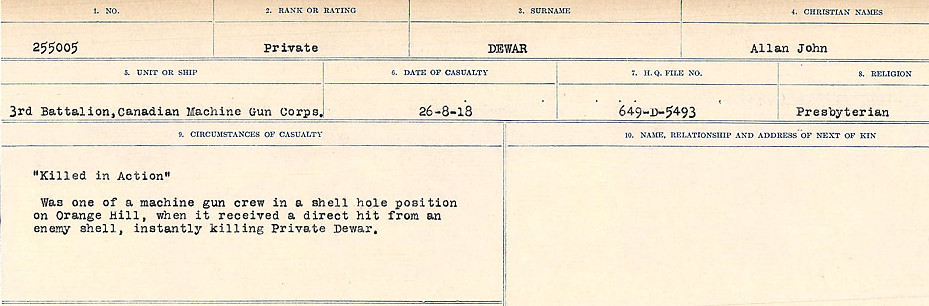 1. NO. 2. RANK OR RATING 3. SURNAME 4. CHRISTIAN NAMES
255005 Private DEWAR Allan John
5. UNIT OR SHIP 6. DATE OF CASUALTY 7. H.Q. FILE NO. 8. RELIGION
3rd Battalion,Canadian Machine Gun Corps. 26-8-18 649-D-5493 Presbyterian
9. CIRCUMSTANCES OF CASUALTY 10. NAME, RELATIONSHIP AND ADDRESS OF NEXT OF KIN
"Killed in Action"
Was one of a machine gun crew in a shell hole position
on Orange Hill, when it received a direct hit from an
enemy shell, instantly killing Private Dewar.